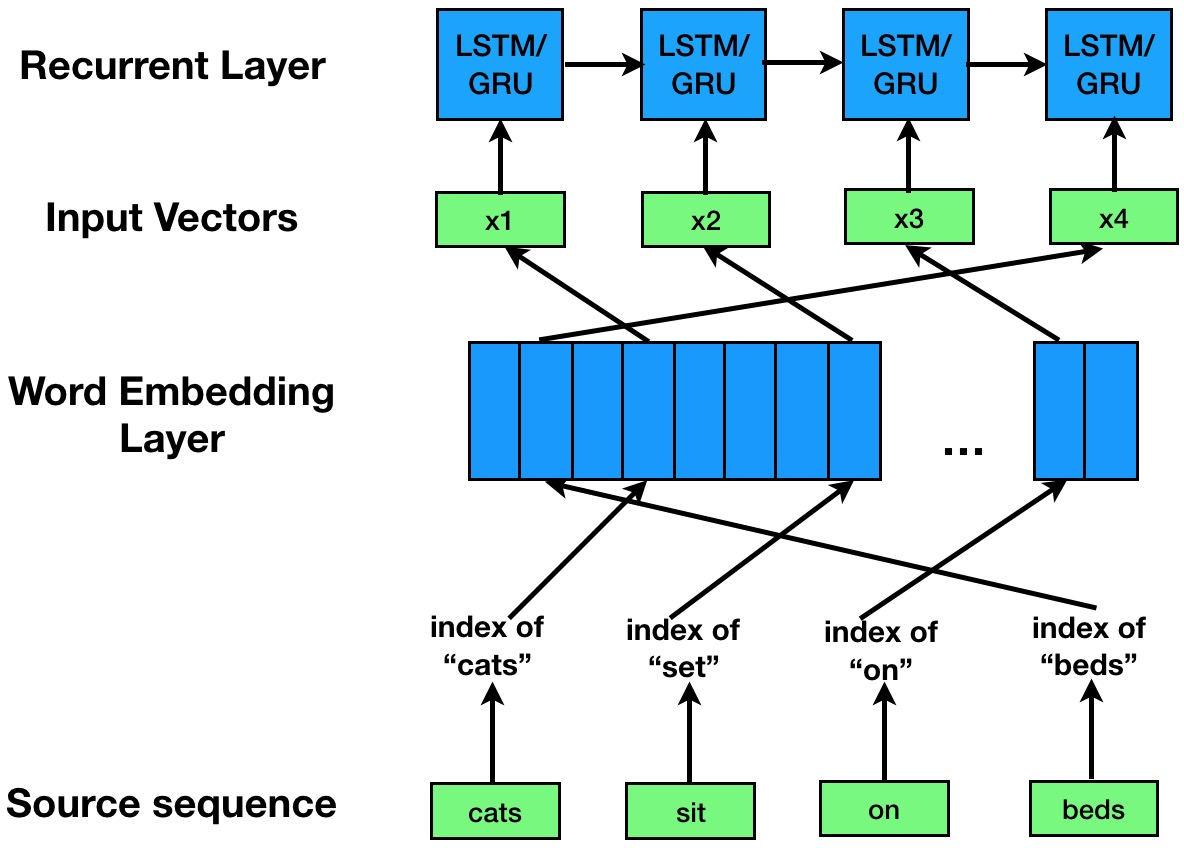 Recurrent Layer
LSTM/
GRU
LSTM/
GRU
LSTM/
GRU
LSTM/
GRU
Input Vectors
x1
x2
x3
x4
Word Embedding
Layer
...
index of
“cats”
index of
“set”
index of
“on”
index of
“beds”
Source sequence
cats
sit
on
beds